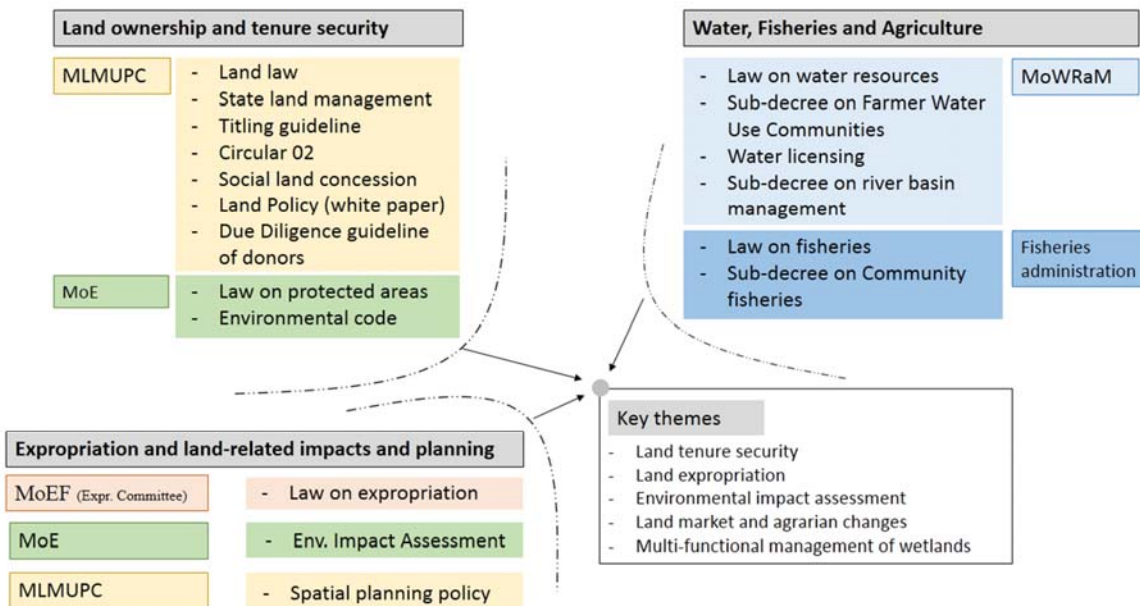 Land ownership and tenure security
MLMUPC
- Land law
- State land management
- Titling guideline
- Circular 02
- Social land concession
- Land Policy (white paper)
- Due Diligence guideline
of donors
MoE
- Law on protected areas
- Environmental code
Water, Fisheries and Agriculture
- Law on water resources
- Sub-decree on Farmer Water
Use Communities
- Water licensing
- Sub-decree on river basin
management
MoWRaM
- Law on fisheries
- Sub-decree on Community
fisheries
Fisheries
administration
Expropriation and land-related impacts and planning
MoEF (Expr. Committee)
- Law on expropriation
MoE
- Env. Impact Assessment
MLMUPC
- Spatial planning policy
Key themes
- Land tenure security
- Land expropriation
- Environmental impact assessment
- Land market and agrarian changes
- Multi-functional management of wetlands